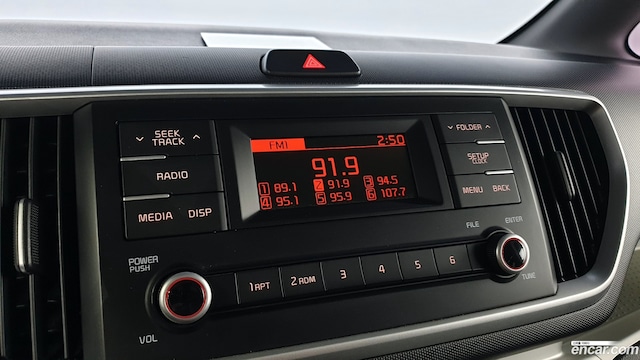 SEEK
TRACK
RADIO
MEDIA DISP
FM1 2:50
91.9
1 89.1 2 91.9 3 94.5
4 95.1 5 95.9 6 107.7
FOLDER
SETUP
CLOCK
MENU BACK
FILE ENTER
POWER
PUSH
1 RPT 2 RDM 3 4 5 6
VOL
TUNE
encar.com